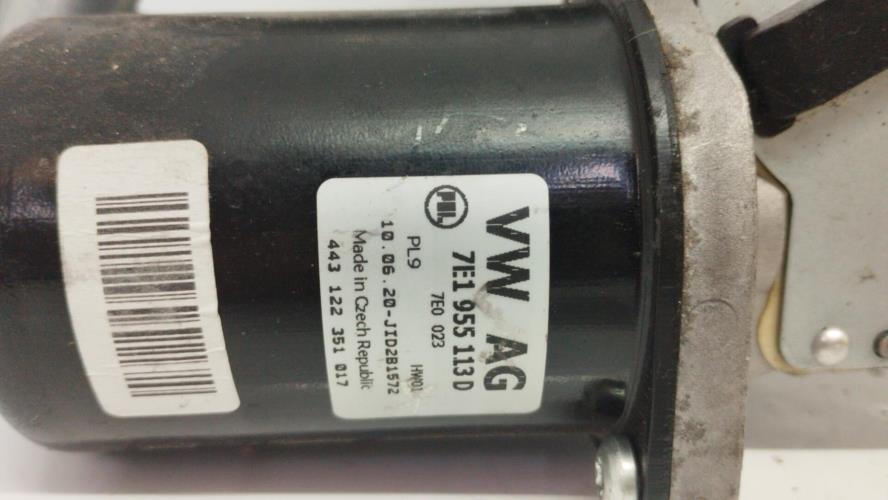 VW AG
7E1 955 113 D
7E0 023
HW01
PL9
10.06.20-JID2B1572
Made in Czech Republic
443 122 351 017